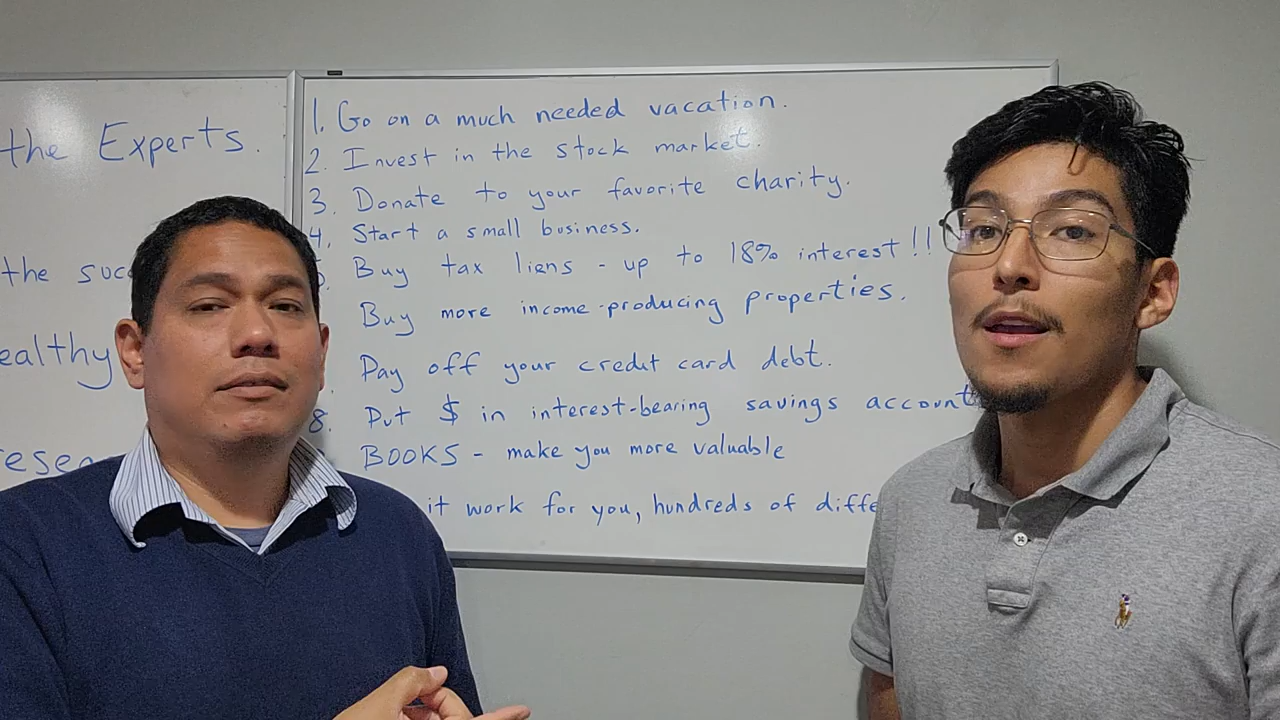 the Experts.
the suc
ealthy
esea
1. Go on a much needed vacation.
2. Invest in the stock market.
3. Donate to your favorite charity.
4. Start a small business.
Buy tax liens - up to 18% interest!!
Buy more income-producing properties.
Pay off your credit card debt.
8. Put $ in interest-bearing savings account
BOOKS - make you more valuable
it work for you, hundreds of diffe